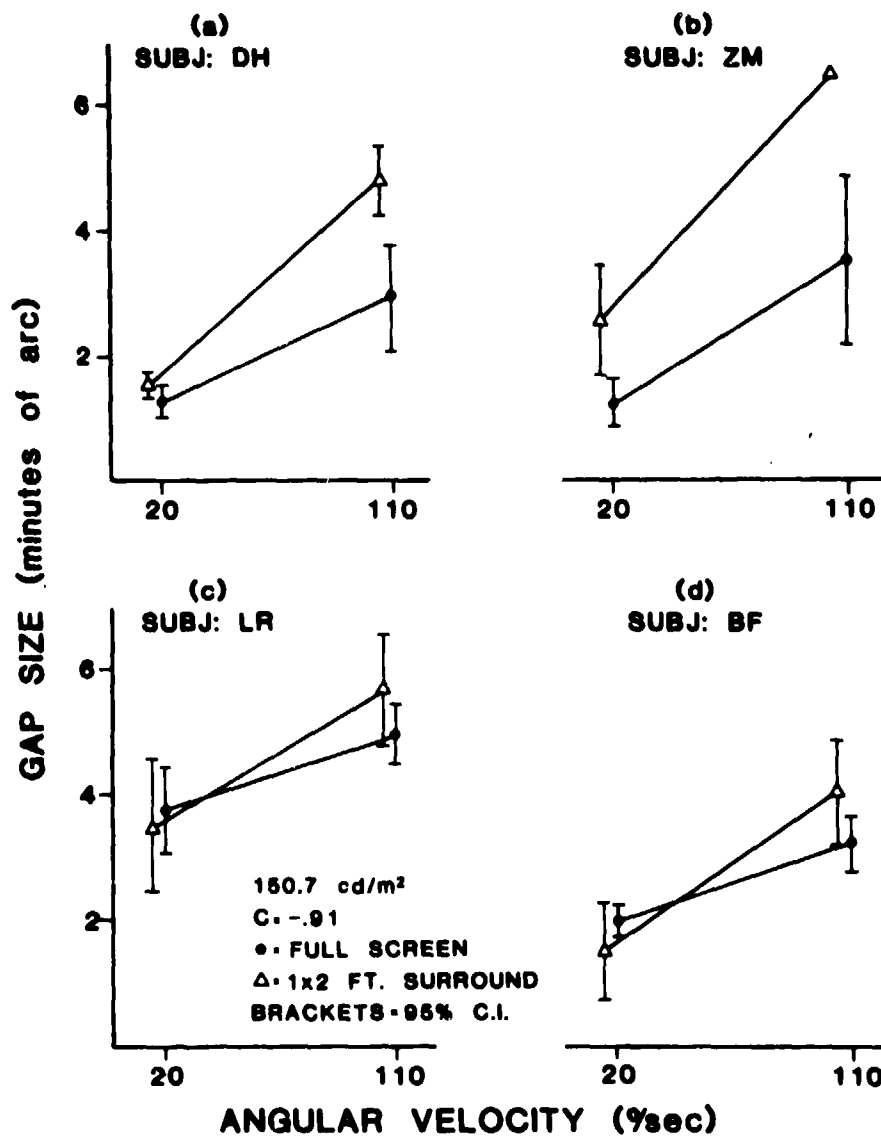 (a)
SUBJ: DH
(b)
SUBJ: ZM
6
4
2
20
110
20
110
GAP SIZE (minutes of arc)
(c)
SUBJ: LR
(d)
SUBJ: BF
6
4
2
150.7 cd/m²
C=-.91
●=FULL SCREEN
△=1x2 FT. SURROUND
BRACKETS=95% C.I.
20
110
20
110
ANGULAR VELOCITY (°/sec)